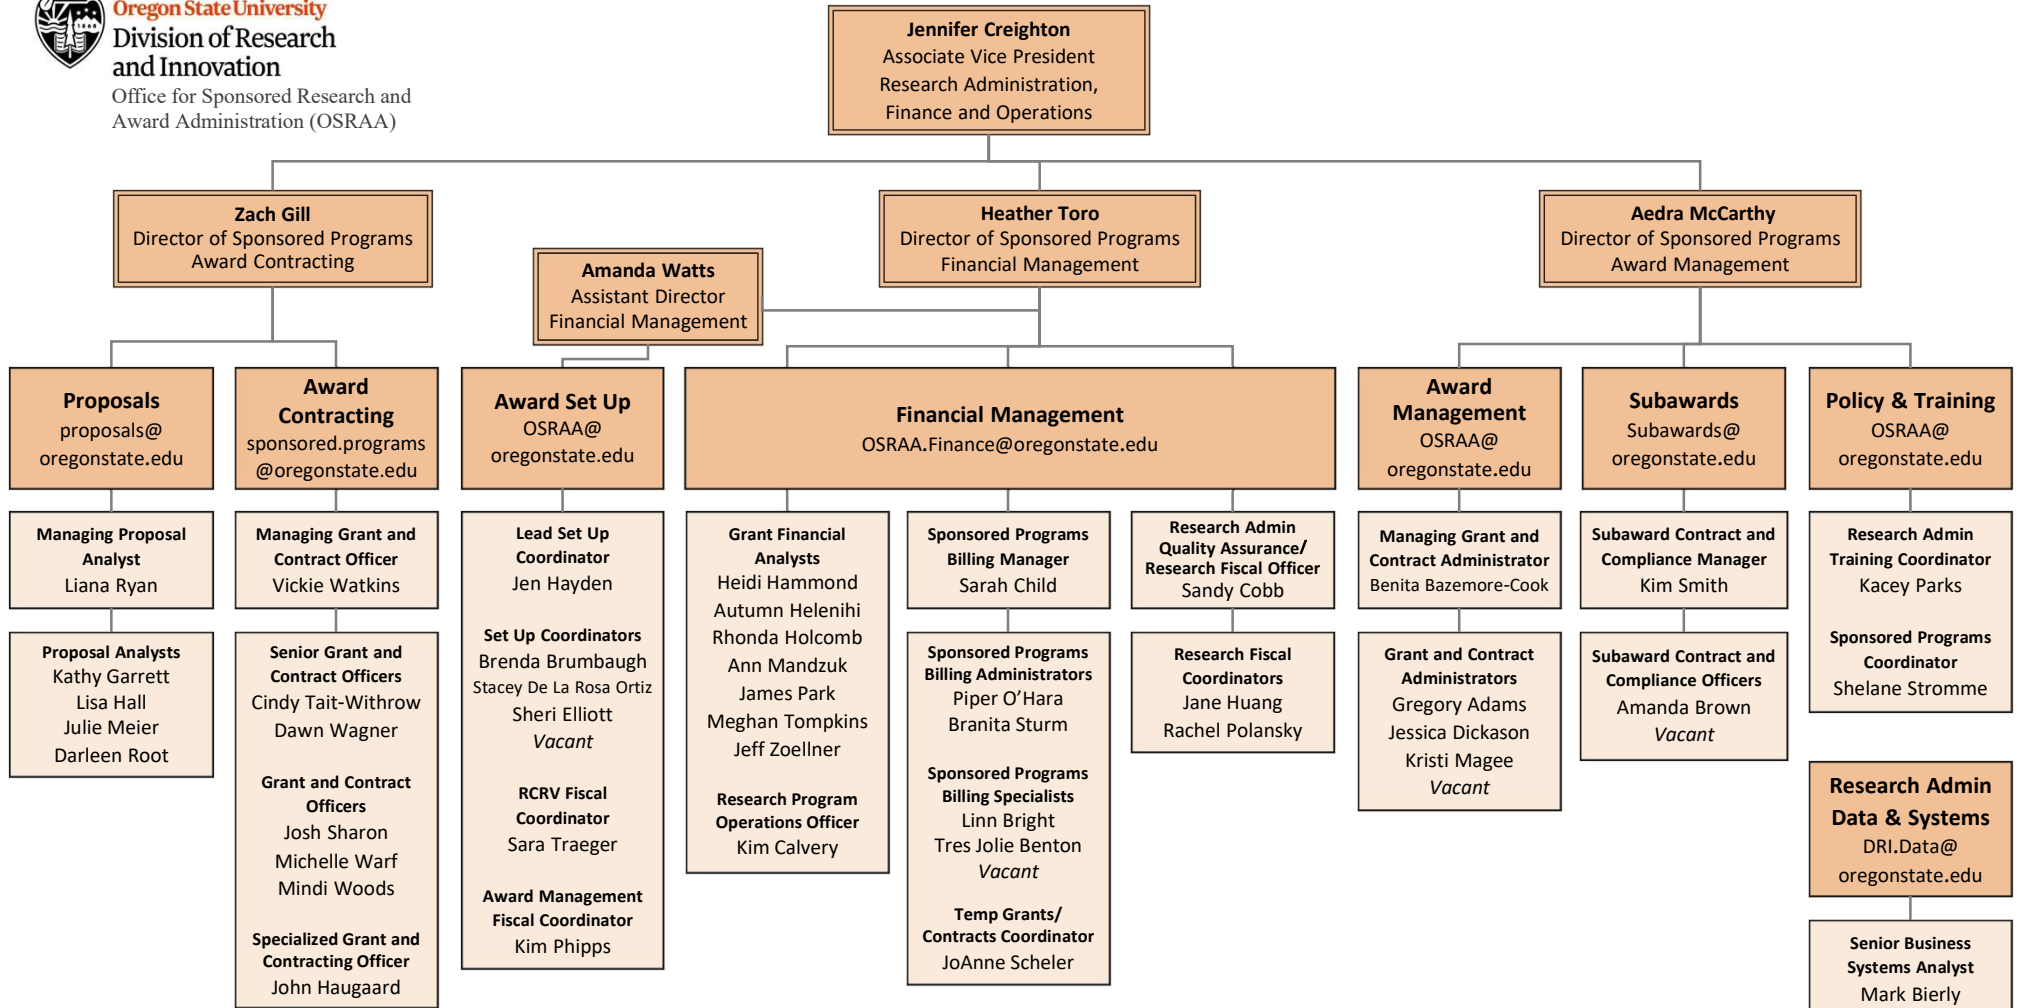 Oregon State University
Division of Research
and Innovation
Office for Sponsored Research and
Award Administration (OSRAA)
Jennifer Creighton
Associate Vice President
Research Administration,
Finance and Operations
Zach Gill
Director of Sponsored Programs
Award Contracting
Heather Toro
Director of Sponsored Programs
Financial Management
Aedra McCarthy
Director of Sponsored Programs
Award Management
Amanda Watts
Assistant Director
Financial Management
Proposals
proposals@
oregonstate.edu
Managing Proposal
Analyst
Liana Ryan
Proposal Analysts
Kathy Garrett
Lisa Hall
Julie Meier
Darleen Root
Award
Contracting
sponsored.programs
@oregonstate.edu
Managing Grant and
Contract Officer
Vickie Watkins
Senior Grant and
Contract Officers
Cindy Tait-Withrow
Dawn Wagner
Grant and Contract
Officers
Josh Sharon
Michelle Warf
Mindi Woods
Specialized Grant and
Contracting Officer
John Haugaard
Award Set Up
OSRAA@
oregonstate.edu
Lead Set Up
Coordinator
Jen Hayden
Set Up Coordinators
Brenda Brumbaugh
Stacey De La Rosa Ortiz
Sheri Elliott
Vacant
RCRV Fiscal
Coordinator
Sara Traeger
Award Management
Fiscal Coordinator
Kim Phipps
Financial Management
OSRAA.Finance@oregonstate.edu
Grant Financial
Analysts
Heidi Hammond
Autumn Helenihi
Rhonda Holcomb
Ann Mandzuk
James Park
Meghan Tompkins
Jeff Zoellner
Research Program
Operations Officer
Kim Calvery
Sponsored Programs
Billing Manager
Sarah Child
Sponsored Programs
Billing Administrators
Piper O’Hara
Branita Sturm
Sponsored Programs
Billing Specialists
Linn Bright
Tres Jolie Benton
Vacant
Temp Grants/
Contracts Coordinator
JoAnne Scheler
Research Admin
Quality Assurance/
Research Fiscal Officer
Sandy Cobb
Research Fiscal
Coordinators
Jane Huang
Rachel Polansky
Award
Management
OSRAA@
oregonstate.edu
Managing Grant and
Contract Administrator
Benita Bazemore-Cook
Grant and Contract
Administrators
Gregory Adams
Jessica Dickason
Kristi Magee
Vacant
Subawards
Subawards@
oregonstate.edu
Subaward Contract and
Compliance Manager
Kim Smith
Subaward Contract and
Compliance Officers
Amanda Brown
Vacant
Policy & Training
OSRAA@
oregonstate.edu
Research Admin
Training Coordinator
Kacey Parks
Sponsored Programs
Coordinator
Shelane Stromme
Research Admin
Data & Systems
DRI.Data@
oregonstate.edu
Senior Business
Systems Analyst
Mark Bierly